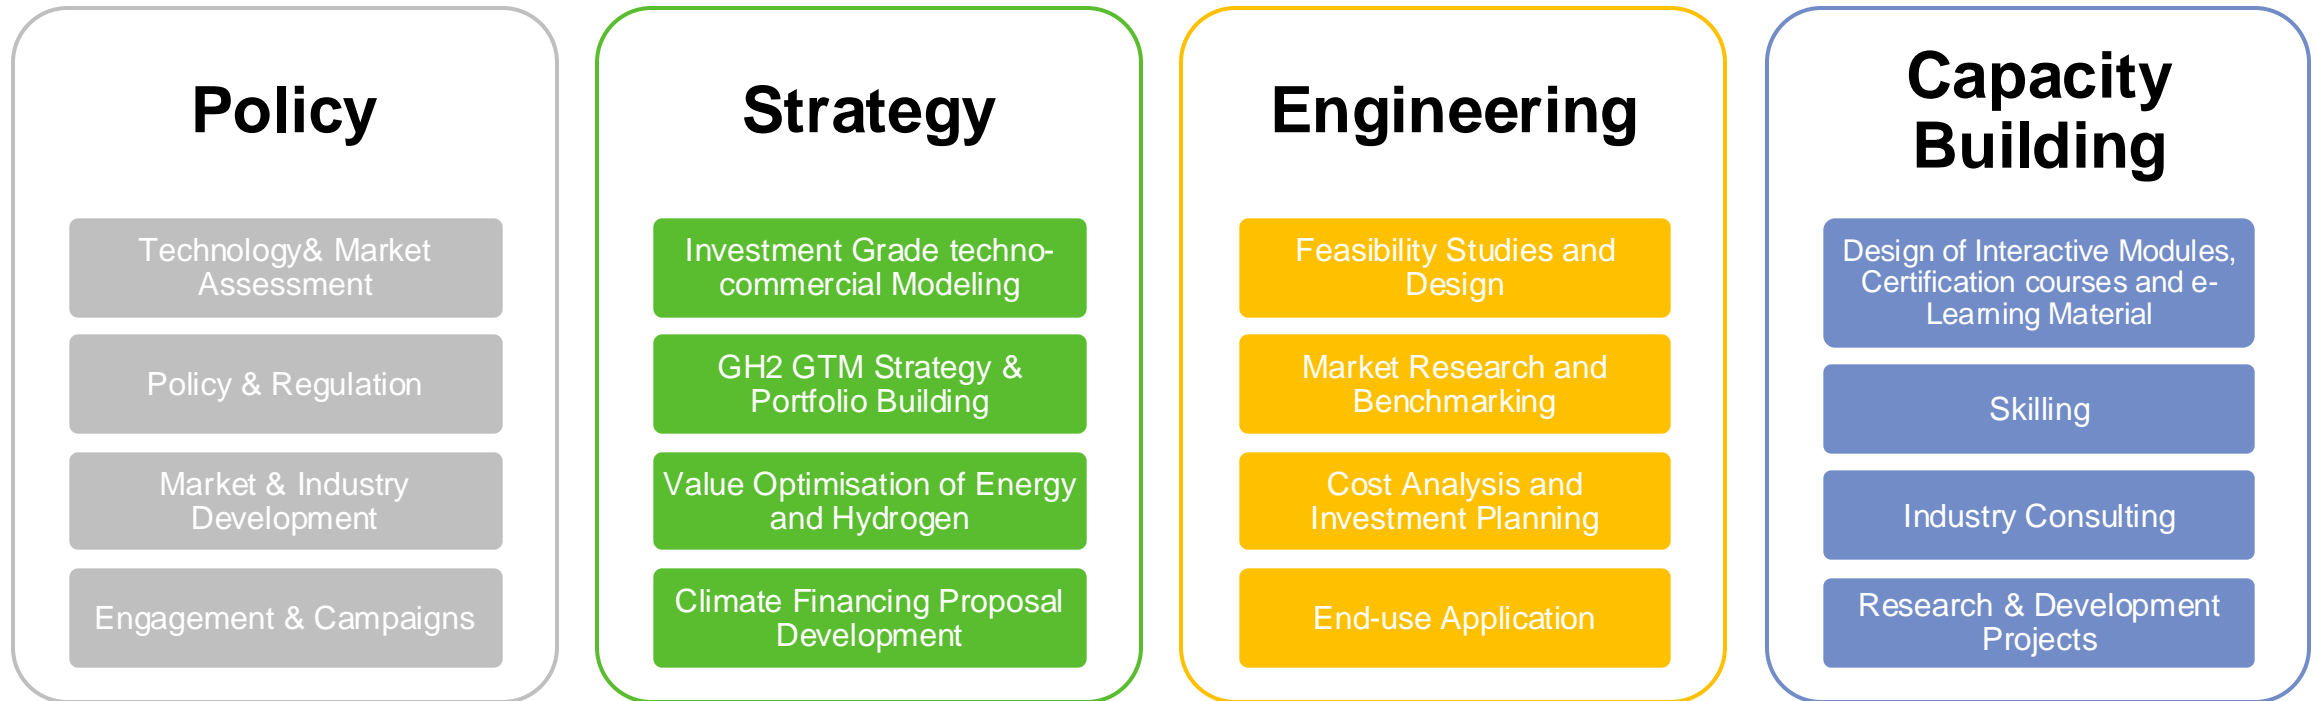 Policy
Technology& Market
Assessment
Policy & Regulation
Market & Industry
Development
Engagement & Campaigns
Strategy
Investment Grade techno-
commercial Modeling
GH2 GTM Strategy &
Portfolio Building
Value Optimisation of Energy
and Hydrogen
Climate Financing Proposal
Development
Engineering
Feasibility Studies and
Design
Market Research and
Benchmarking
Cost Analysis and
Investment Planning
End-use Application
Capacity
Building
Design of Interactive Modules,
Certification courses and e-
Learning Material
Skilling
Industry Consulting
Research & Development
Projects